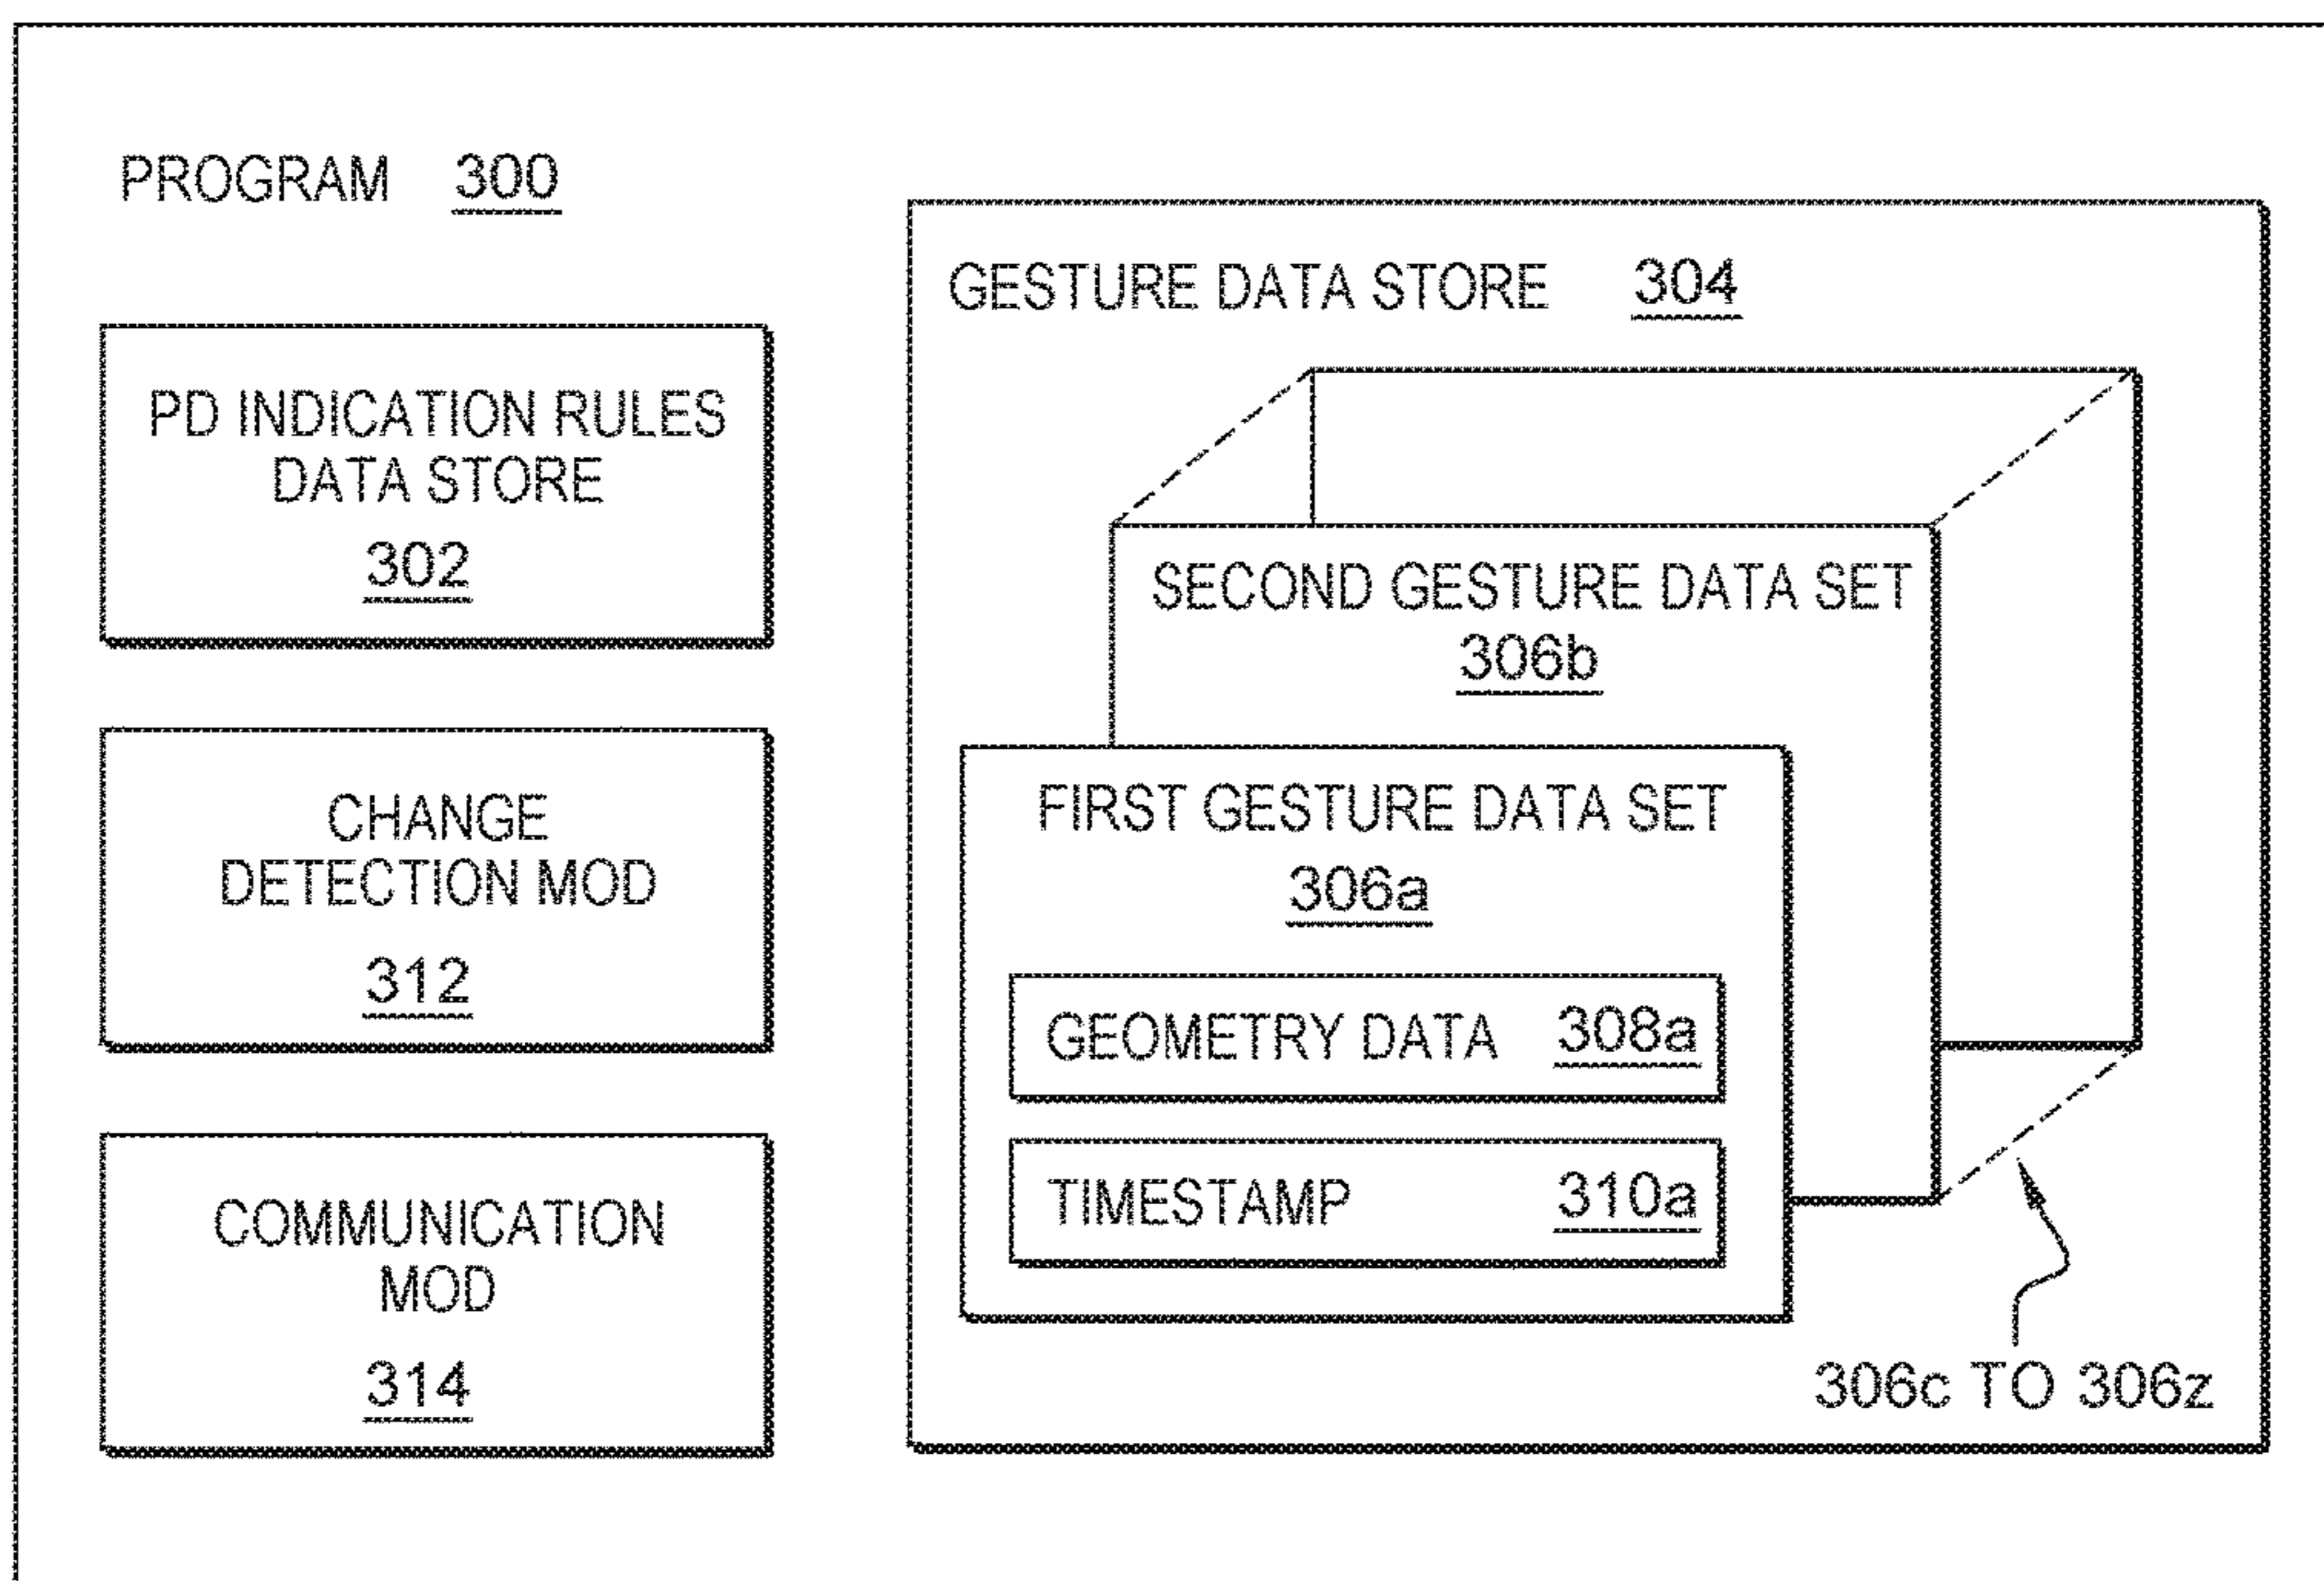 PROGRAM 300
PD INDICATION RULES
DATA STORE
302
CHANGE
DETECTION MOD
312
COMMUNICATION
MOD
314
GESTURE DATA STORE 304
SECOND GESTURE DATA SET
306b
FIRST GESTURE DATA SET
306a
GEOMETRY DATA 308a
TIMESTAMP 310a
306c TO 306z